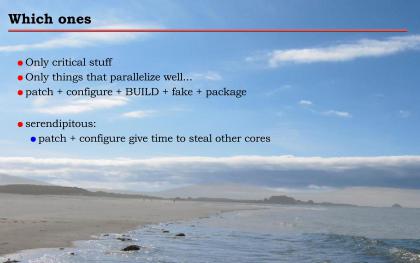 Which ones
Only critical stuff
Only things that parallelize well...
patch + configure + BUILD + fake + package
serendipitous:
patch + configure give time to steal other cores